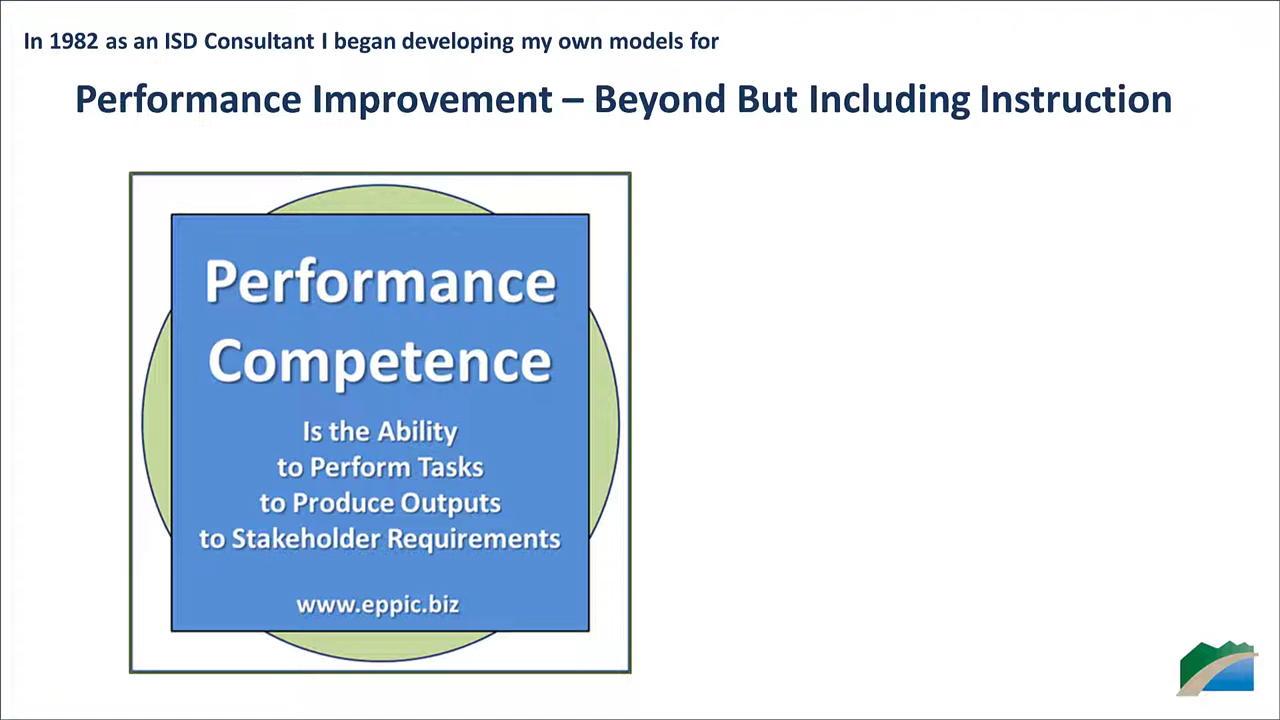 In 1982 as an ISD Consultant I began developing my own models for
Performance Improvement – Beyond But Including Instruction
Performance
Competence
Is the Ability
to Perform Tasks
to Produce Outputs
to Stakeholder Requirements
www.eppic.biz